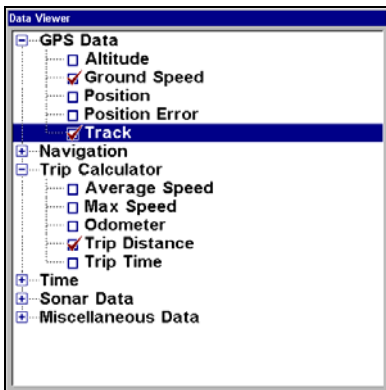 Data Viewer
GPS Data
Altitude
Ground Speed
Position
Position Error
Track
Navigation
Trip Calculator
Average Speed
Max Speed
Odometer
Trip Distance
Trip Time
Time
Sonar Data
Miscellaneous Data